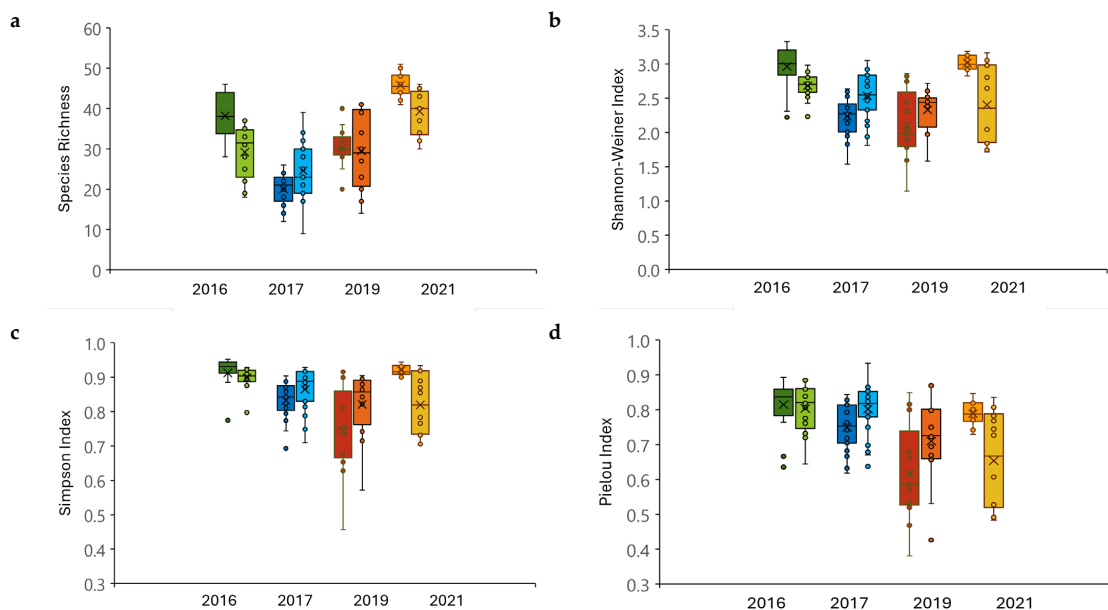 a
60
50
40
30
20
10
0
Species Richness
2016 2017 2019 2021
b
3.5
3.0
2.5
2.0
1.5
1.0
0.5
0.0
Shannon-Weiner Index
2016 2017 2019 2021
c
1.0
0.9
0.8
0.7
0.6
0.5
0.4
0.3
Simpson Index
2016 2017 2019 2021
d
1.0
0.9
0.8
0.7
0.6
0.5
0.4
0.3
Pielou Index
2016 2017 2019 2021